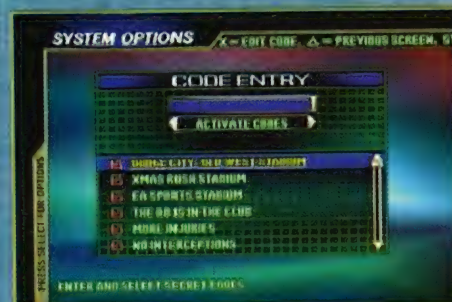 SYSTEM OPTIONS
X = EDIT CODE, △ = PREVIOUS SCREEN,
CODE ENTRY
ACTIVATE CODES
DODGE CITY: OLD WEST STADIUM
XMAS RUSH STADIUM
EA SPORTS STADIUM
THE QB IS IN THE CLUB
MORE INJURIES
NO INTERCEPTIONS
PRESS SELECT FOR OPTIONS
ENTER AND SELECT SECRET CODES